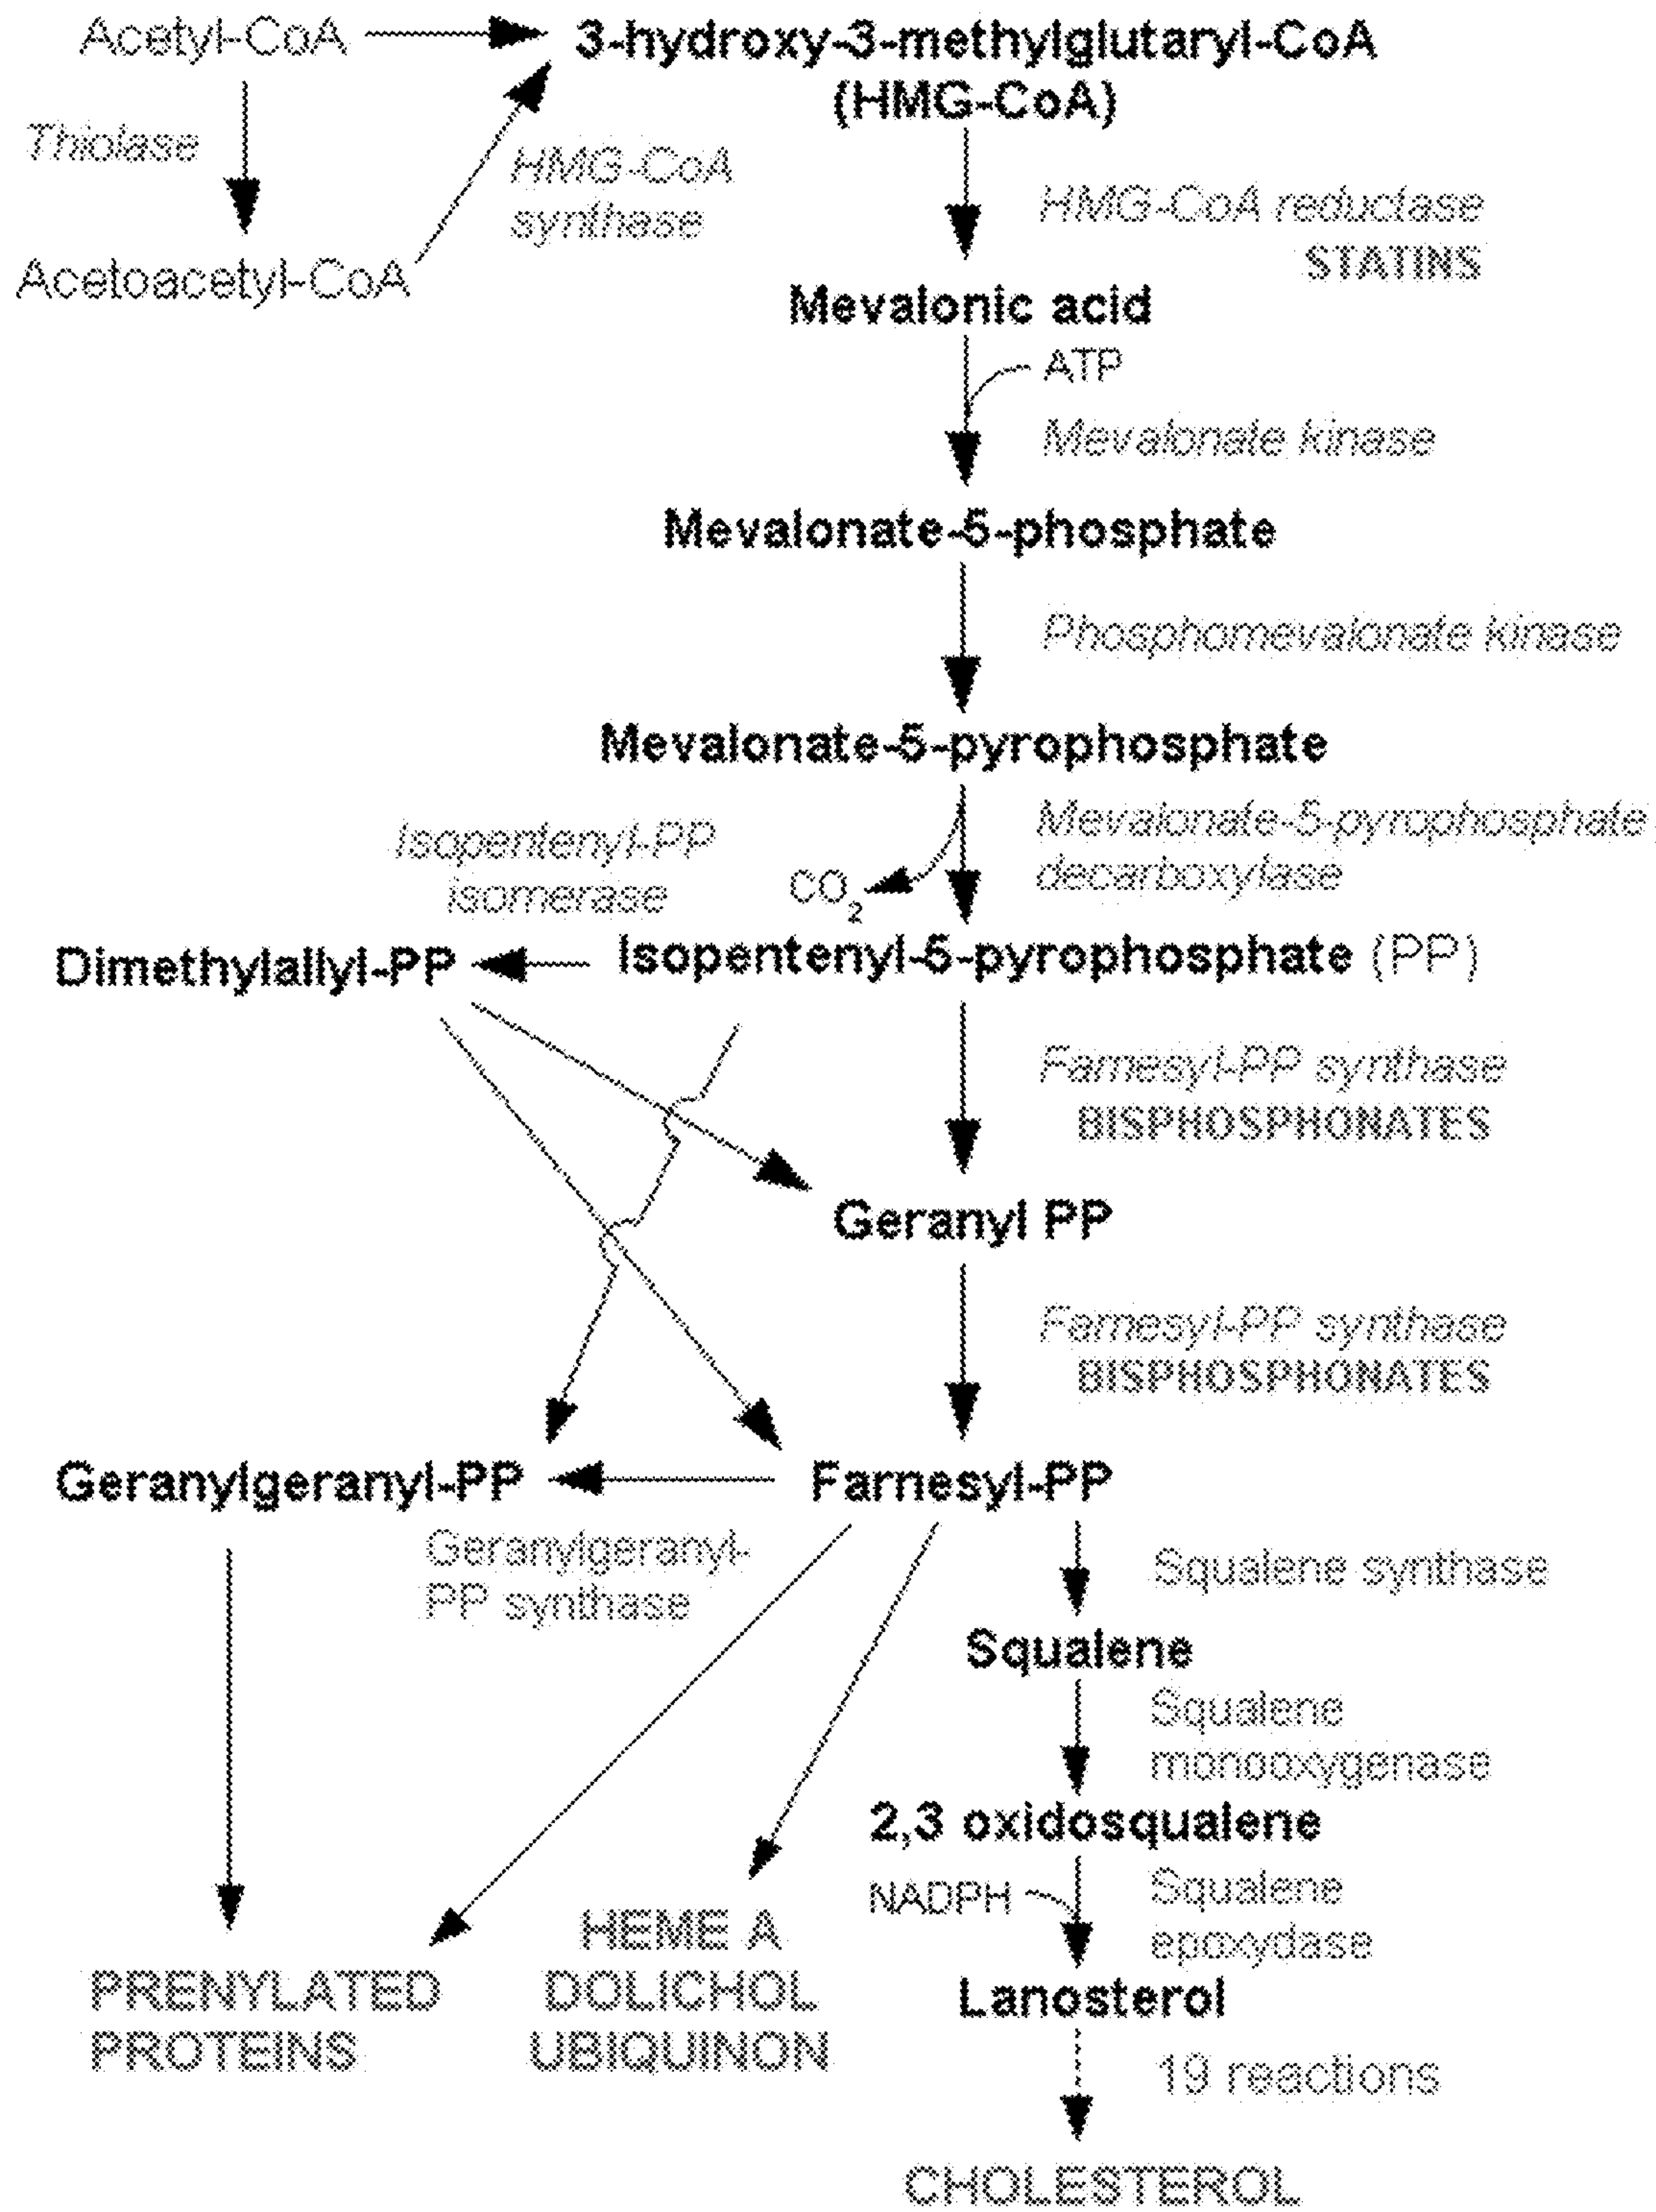 Acetyl-CoA
3-hydroxy-3-methylglutaryl-CoA
(HMG-CoA)
Thiolase
HMG-CoA
synthase
HMG-CoA reductase
STATINS
Acetoacetyl-CoA
Mevalonic acid
ATP
Mevalonate kinase
Mevalonate-5-phosphate
Phosphomevalonate kinase
Mevalonate-5-pyrophosphate
Isopentenyl-PP
isomerase
CO2
Mevalonate-5-pyrophosphate
decarboxylase
Dimethylallyl-PP
Isopentenyl-5-pyrophosphate (PP)
Farnesyl-PP synthase
BISPHOSPHONATES
Geranyl PP
Farnesyl-PP synthase
BISPHOSPHONATES
Geranylgeranyl-PP
Farnesyl-PP
Geranylgeranyl-
PP synthase
Squalene synthase
Squalene
Squalene
monooxygenase
2,3 oxidosqualene
NADPH
Squalene
epoxydase
Lanosterol
HEME A
DOLICHOL
UBIQUINON
PRENYLATED
PROTEINS
19 reactions
CHOLESTEROL